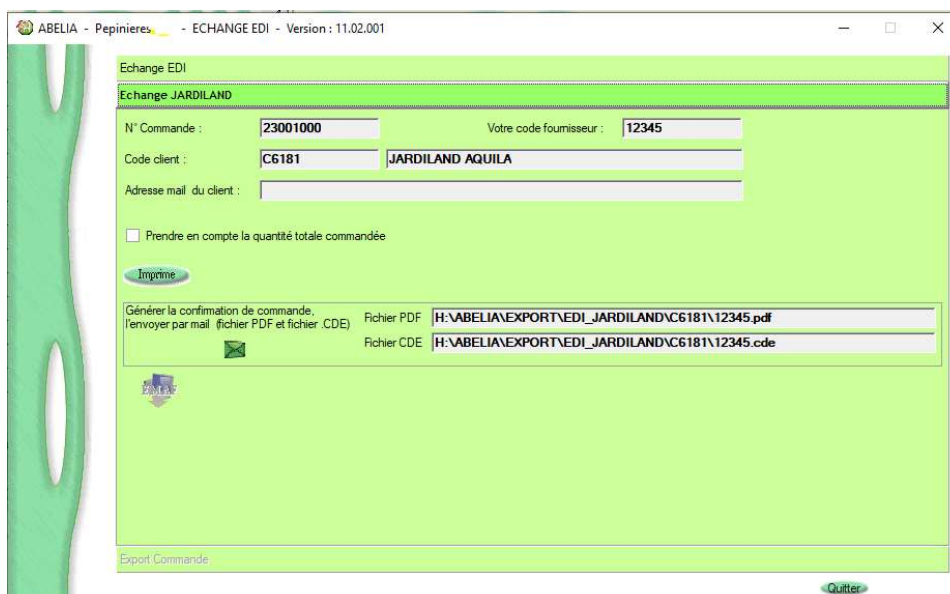 ABELIA - Pepinieres - ECHANGE EDI - Version : 11.02.001
Echange EDI
Echange JARDILAND
N° Commande : 23001000 Votre code fournisseur : 12345
Code client : C6181 JARDILAND AQUILA
Adresse mail du client :
Prendre en compte la quantité totale commandée
Imprime
Générer la confirmation de commande,
l'envoyer par mail (fichier PDF et fichier .CDE)
Fichier PDF H:\ABELIA\EXPORT\EDI_JARDILAND\C6181\12345.pdf
Fichier CDE H:\ABELIA\EXPORT\EDI_JARDILAND\C6181\12345.cde
Export Commande
Quitter